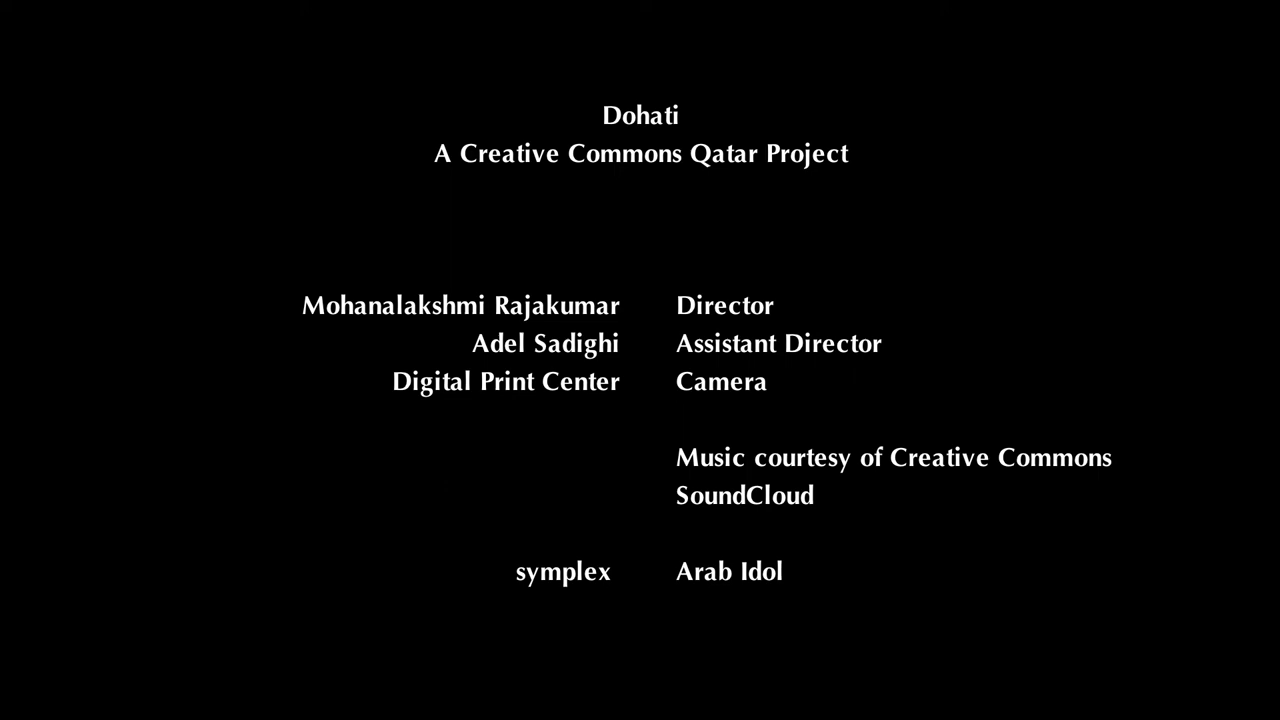 Dohati
A Creative Commons Qatar Project
Mohanalakshmi Rajakumar Director
Adel Sadighi Assistant Director
Digital Print Center Camera
Music courtesy of Creative Commons
SoundCloud
symplex Arab Idol